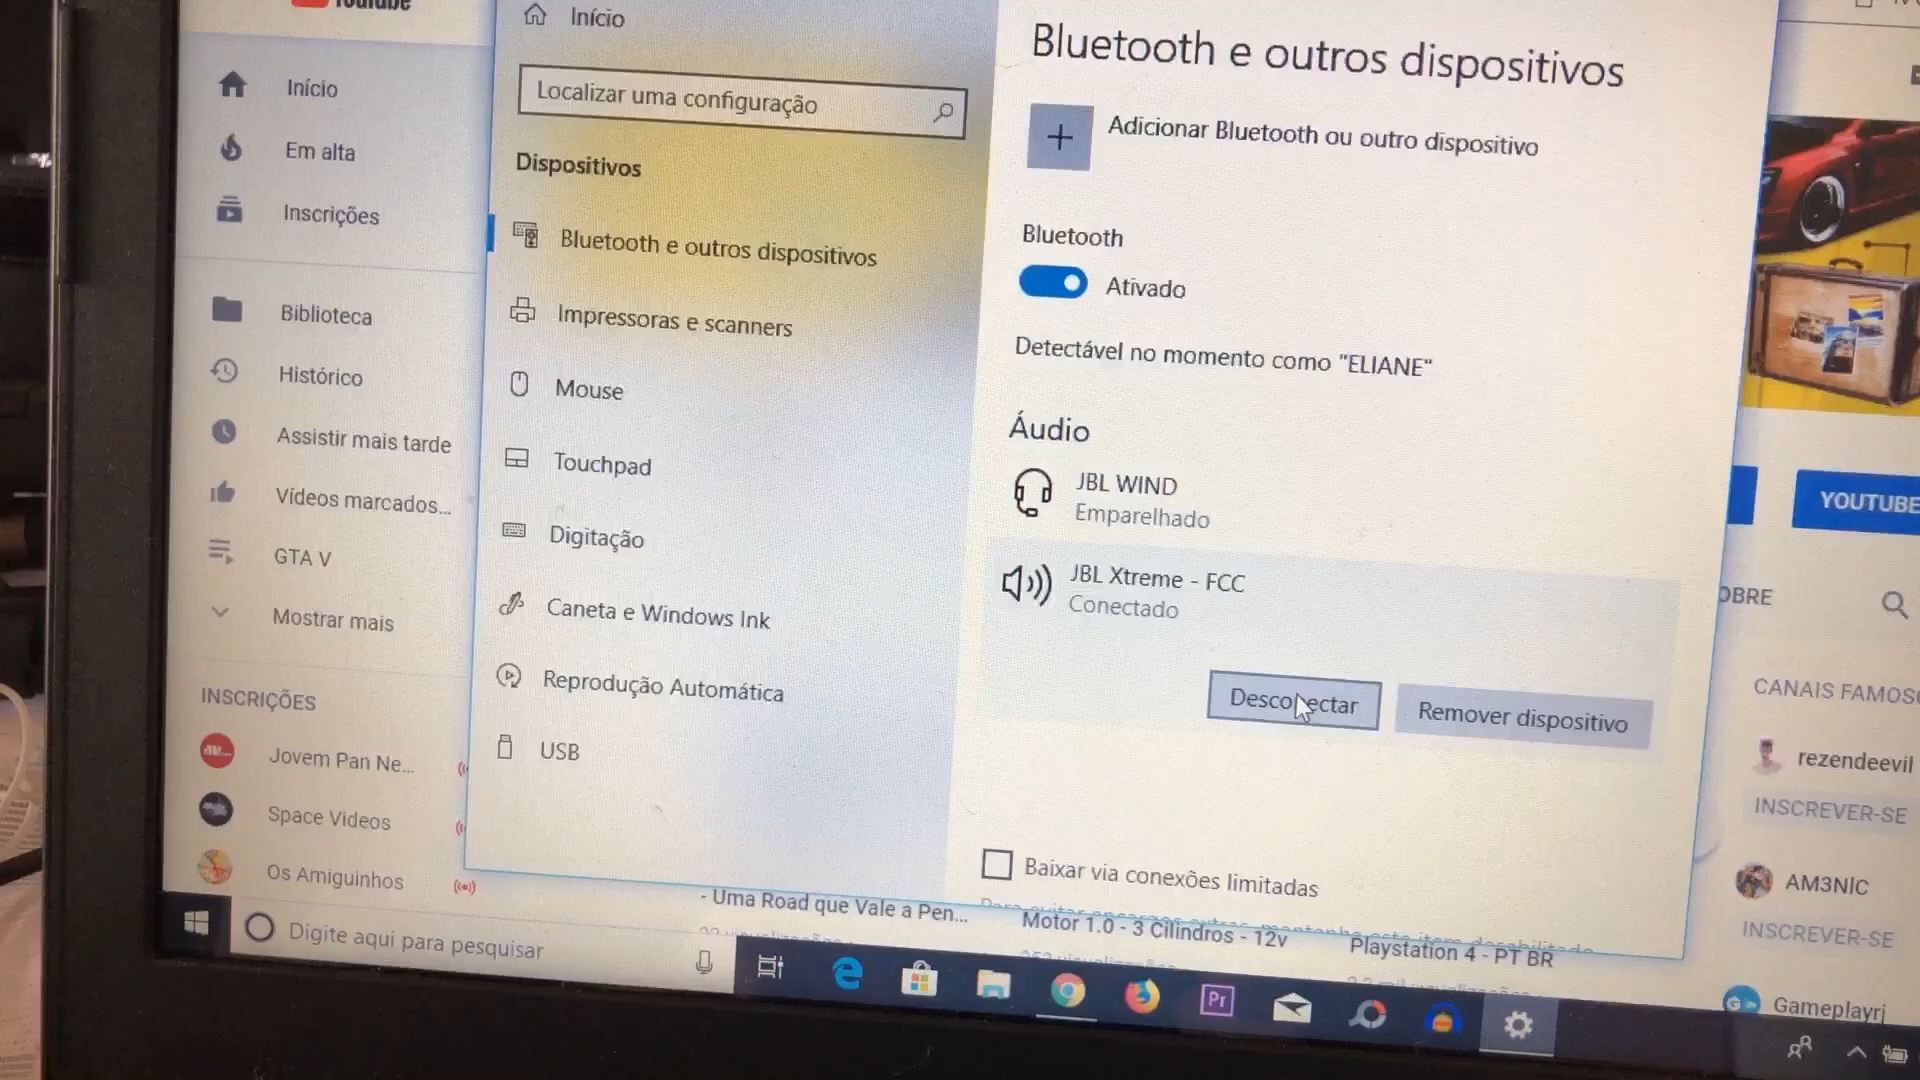 YouTube
Início
Em alta
Inscrições
Biblioteca
Histórico
Assistir mais tarde
Vídeos marcados...
GTA V
Mostrar mais
INSCRIÇÕES
Jovem Pan Ne...
Space Videos
Os Amiguinhos
Início
Localizar uma configuração
Dispositivos
Bluetooth e outros dispositivos
Impressoras e scanners
Mouse
Touchpad
Digitação
Caneta e Windows Ink
Reprodução Automática
USB
Bluetooth e outros dispositivos
Adicionar Bluetooth ou outro dispositivo
Bluetooth
Ativado
Detectável no momento como "ELIANE"
Áudio
JBL WIND
Emparelhado
JBL Xtreme - FCC
Conectado
Desconectar
Remover dispositivo
Baixar via conexões limitadas
- Uma Road que Vale a Pen...
Motor 1.0 - 3 Cilindros - 12v
Playstation 4 - PT BR
YOUTUBE
OBRE
CANAIS FAMOSO
rezendeevil
INSCREVER-SE
AM3NIC
INSCREVER-SE
Gameplayrj
Digite aqui para pesquisar
Pr